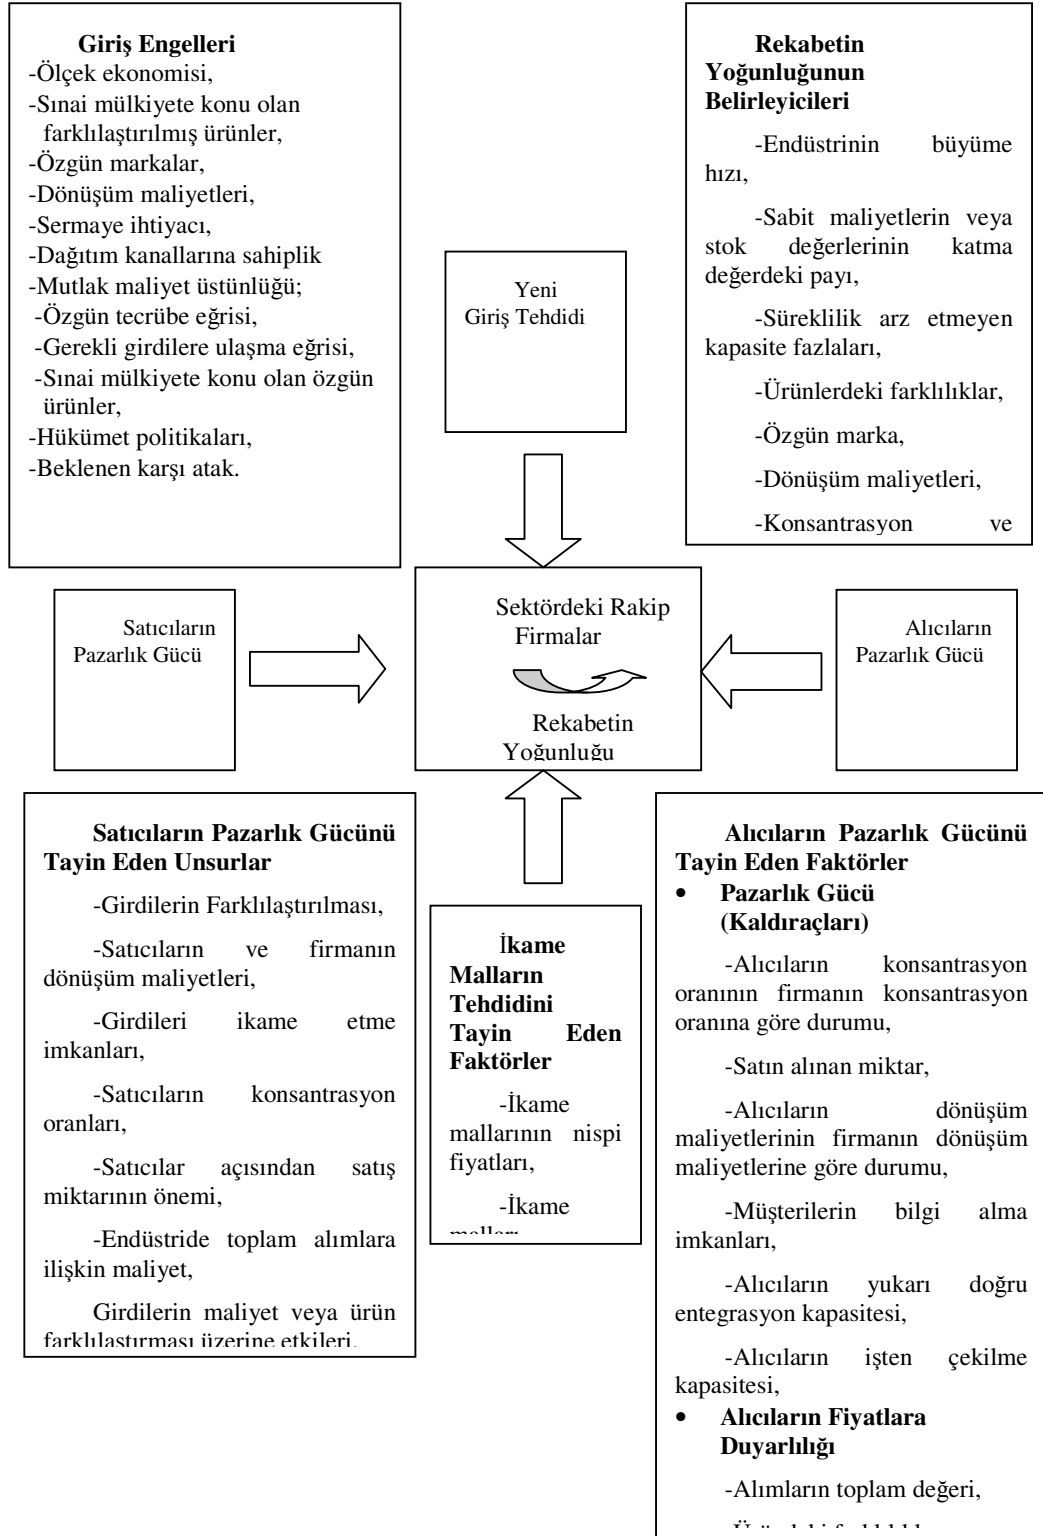 Giriş Engelleri
-Ölçek ekonomisi,
-Sınai mülkiyete konu olan
farklılaştırılmış ürünler,
-Özgün markalar,
-Dönüşüm maliyetleri,
-Sermaye ihtiyacı,
-Dağıtım kanallarına sahiplik
-Mutlak maliyet üstünlüğü;
-Özgün tecrübe eğrisi,
-Gerekli girdilere ulaşma eğrisi,
-Sınai mülkiyete konu olan özgün
ürünler,
-Hükümet politikaları,
-Beklenen karşı atak.
Yeni
Giriş Tehdidi
Rekabetin
Yoğunluğunun
Belirleyicileri
-Endüstrinin büyüme
hızı,
-Sabit maliyetlerin veya
stok değerlerinin katma
değerdeki payı,
-Süreklilik arz etmeyen
kapasite fazlaları,
-Ürünlerdeki farklılıklar,
-Özgün marka,
-Dönüşüm maliyetleri,
-Konsantrasyon ve
Satıcıların
Pazarlık Gücü
Sektördeki Rakip
Firmalar
Rekabetin
Yoğunluğu
Alıcıların
Pazarlık Gücü
Satıcıların Pazarlık Gücünü
Tayin Eden Unsurlar
-Girdilerin Farklılaştırılması,
-Satıcıların ve firmanın
dönüşüm maliyetleri,
-Girdileri ikame etme
imkanları,
-Satıcıların konsantrasyon
oranları,
-Satıcılar açısından satış
miktarının önemi,
-Endüstride toplam alımlara
ilişkin maliyet,
Girdilerin maliyet veya ürün
farklılaştırması üzerine etkileri.
İkame
Malların
Tehdidini
Tayin Eden
Faktörler
-İkame
mallarının nispi
fiyatları,
-İkame
Alıcıların Pazarlık Gücünü
Tayin Eden Faktörler
• Pazarlık Gücü
(Kaldıraçları)
-Alıcıların konsantrasyon
oranının firmanın konsantrasyon
oranına göre durumu,
-Satın alınan miktar,
-Alıcıların dönüşüm
maliyetlerinin firmanın dönüşüm
maliyetlerine göre durumu,
-Müşterilerin bilgi alma
imkanları,
-Alıcıların yukarı doğru
entegrasyon kapasitesi,
-Alıcıların işten çekilme
kapasitesi,
• Alıcıların Fiyatlara
Duyarlılığı
-Alımların toplam değeri,